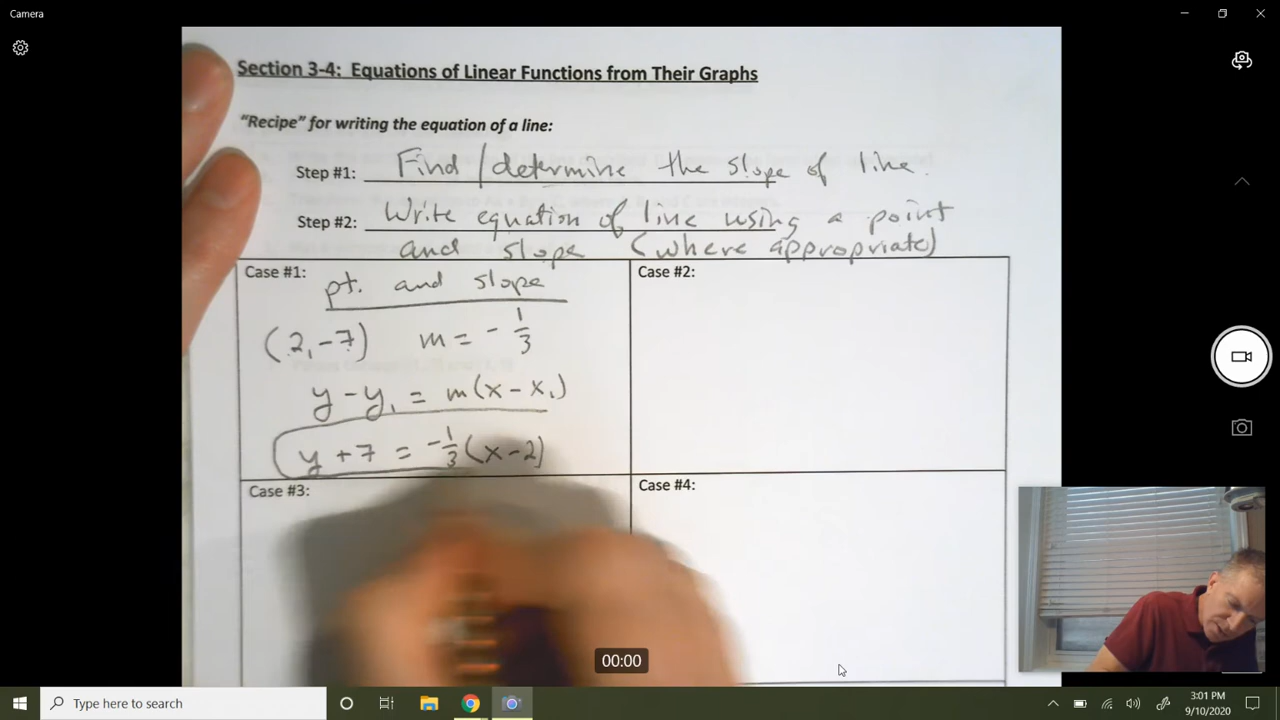 Camera
Section 3-4: Equations of Linear Functions from Their Graphs
"Recipe" for writing the equation of a line:
Step #1: Find/determine the slope of line.
Step #2: Write equation of line using a point
and slope (where appropriate)
Case #1:
pt. and slope
(2, -7) m = - 1/3
y - y₁ = m(x - x₁)
y + 7 = -1/3 (x - 2)
Case #2:
Case #3:
Case #4:
00:00
Type here to search
3:01 PM
9/10/2020